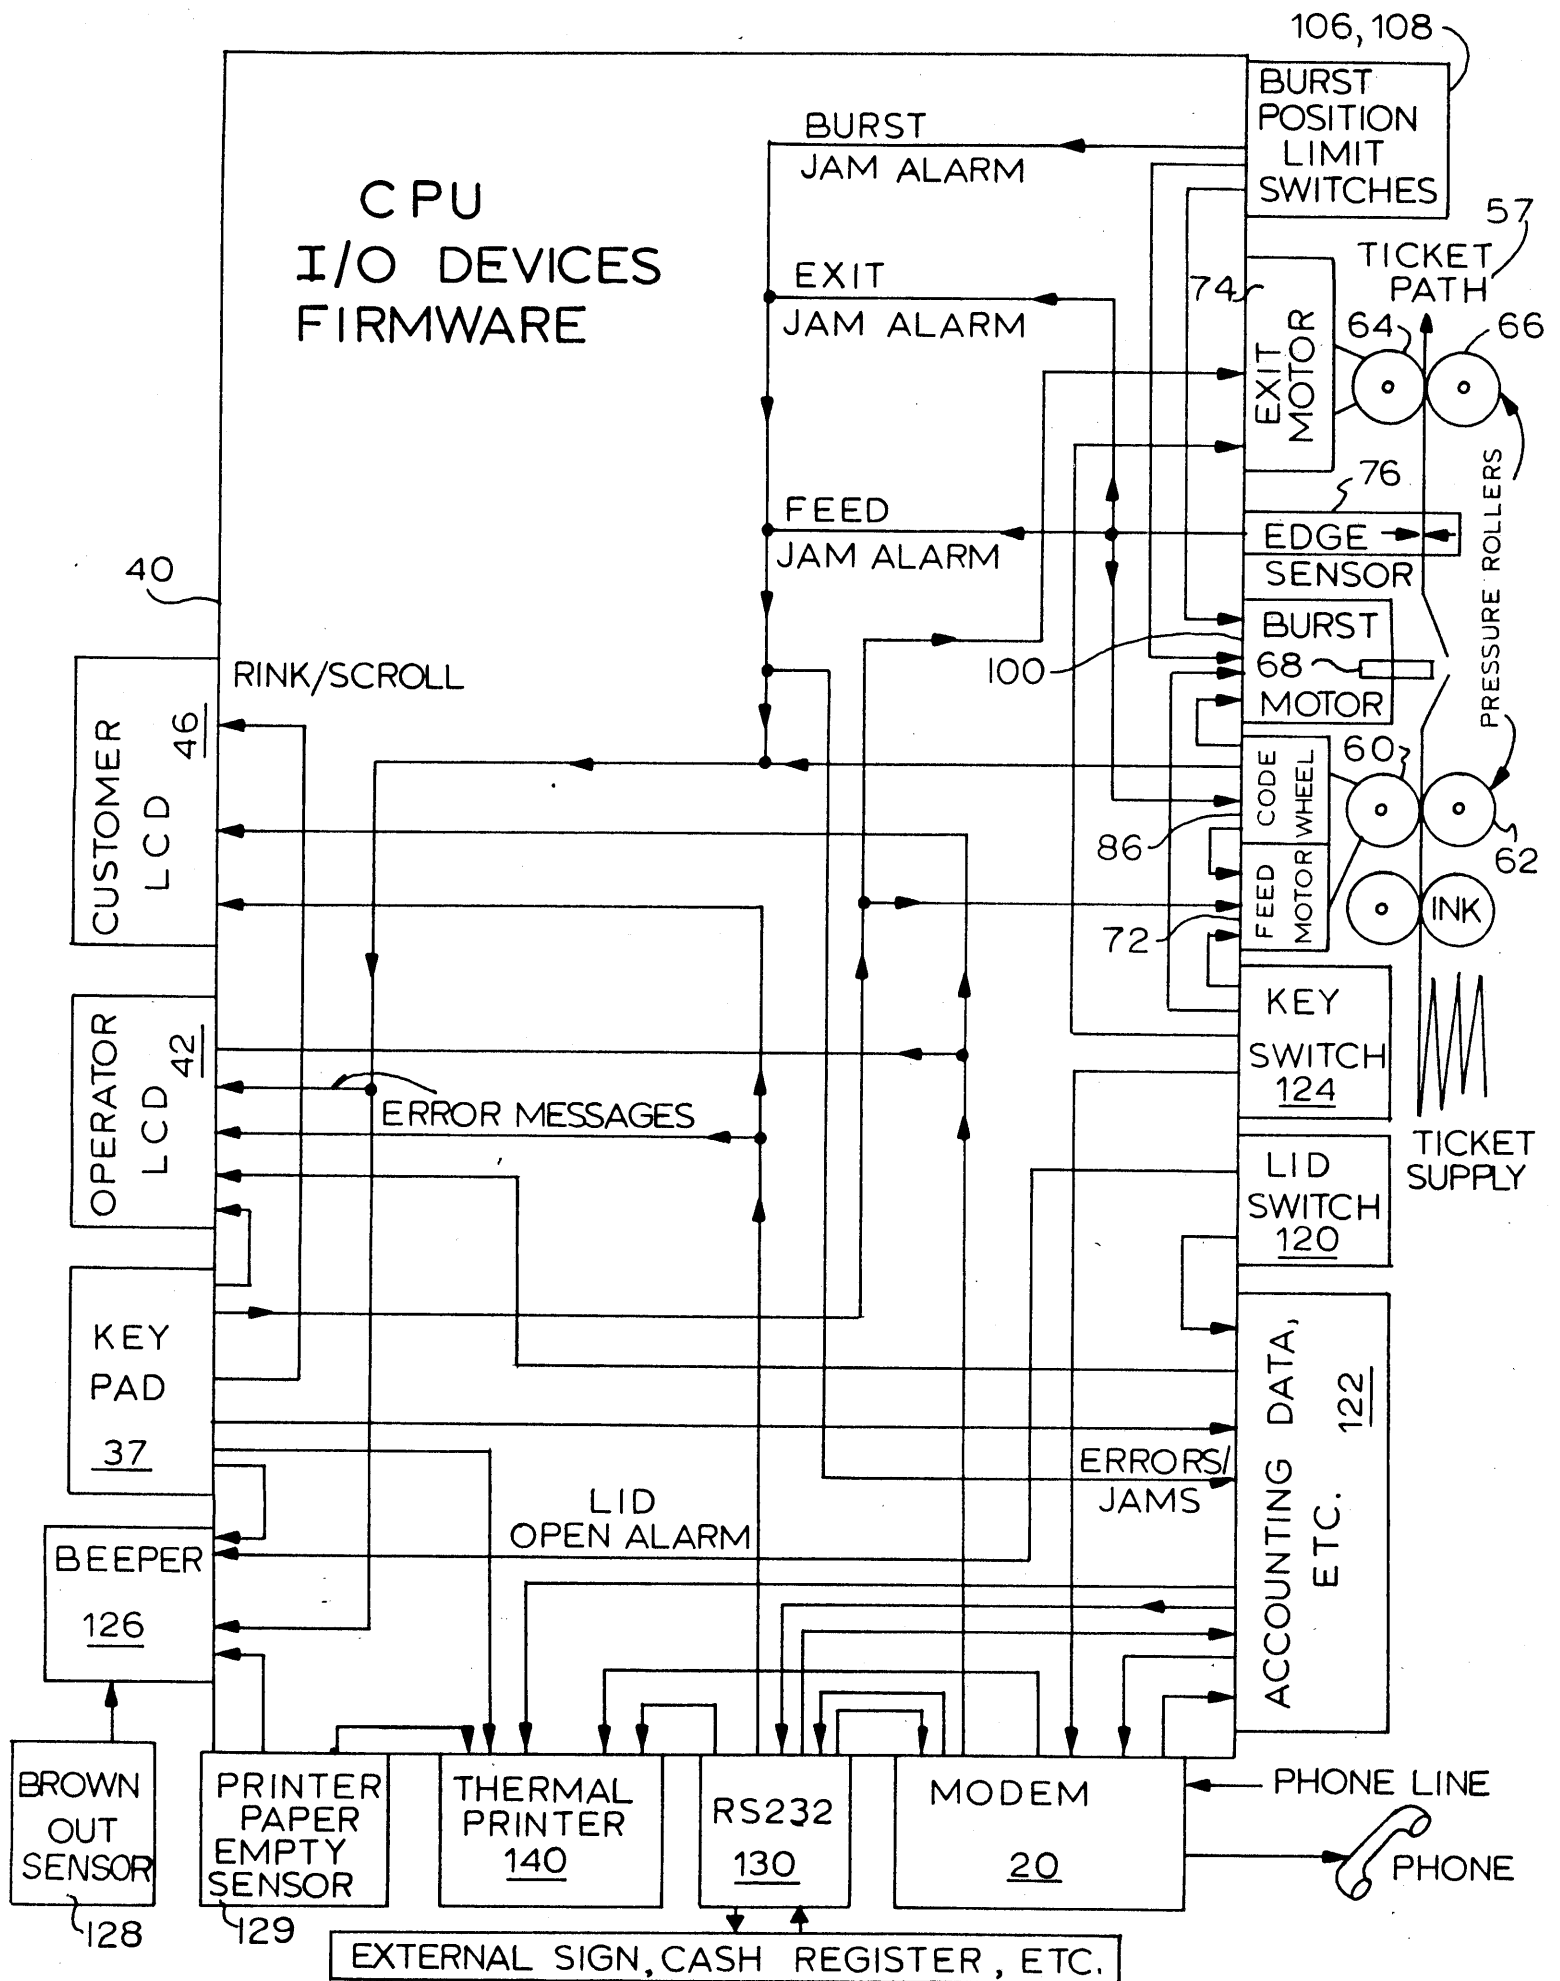 106, 108
BURST
POSITION
LIMIT
SWITCHES
BURST
JAM ALARM
CPU
I/O DEVICES
FIRMWARE
57
TICKET
PATH
EXIT
JAM ALARM
74
EXIT
MOTOR
64
66
PRESSURE ROLLERS
76
FEED
JAM ALARM
EDGE
SENSOR
40
BURST
68
MOTOR
100
RINK/SCROLL
CUSTOMER
LCD
46
60
CODE
WHEEL
86
62
FEED
MOTOR
72
INK
OPERATOR
LCD
42
KEY
SWITCH
124
ERROR MESSAGES
TICKET
SUPPLY
LID
SWITCH
120
KEY
PAD
37
ACCOUNTING DATA,
ETC.
122
ERRORS/
JAMS
LID
OPEN ALARM
BEEPER
126
BROWN
OUT
SENSOR
128
PRINTER
PAPER
EMPTY
SENSOR
129
THERMAL
PRINTER
140
RS232
130
MODEM
20
PHONE LINE
PHONE
EXTERNAL SIGN, CASH REGISTER, ETC.